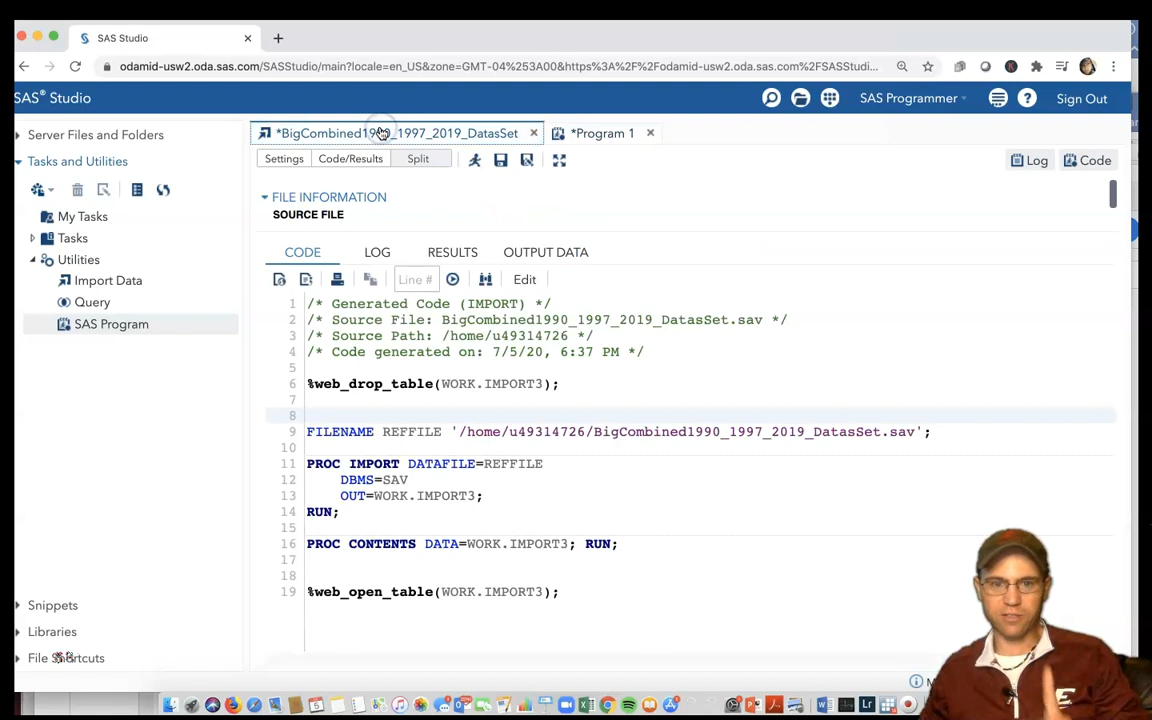 SAS Studio
odamid-usw2.oda.sas.com/SASStudio/main?locale=en_US&zone=GMT-04%253A00&https%3A%2F%2Fodamid-usw2.oda.sas.com%2FSASStudi...
SAS® Studio
SAS Programmer
Sign Out
Server Files and Folders
Tasks and Utilities
My Tasks
Tasks
Utilities
Import Data
Query
SAS Program
Snippets
Libraries
File Shortcuts
*BigCombined1990_1997_2019_DatasSet
*Program 1
Settings
Code/Results
Split
Log
Code
FILE INFORMATION
SOURCE FILE
CODE
LOG
RESULTS
OUTPUT DATA
Line #
Edit
1 /* Generated Code (IMPORT) */
2 /* Source File: BigCombined1990_1997_2019_DatasSet.sav */
3 /* Source Path: /home/u49314726 */
4 /* Code generated on: 7/5/20, 6:37 PM */
5
6 %web_drop_table(WORK.IMPORT3);
7
8
9 FILENAME REFFILE '/home/u49314726/BigCombined1990_1997_2019_DatasSet.sav';
10
11 PROC IMPORT DATAFILE=REFFILE
12 DBMS=SAV
13 OUT=WORK.IMPORT3;
14 RUN;
15
16 PROC CONTENTS DATA=WORK.IMPORT3; RUN;
17
18
19 %web_open_table(WORK.IMPORT3);